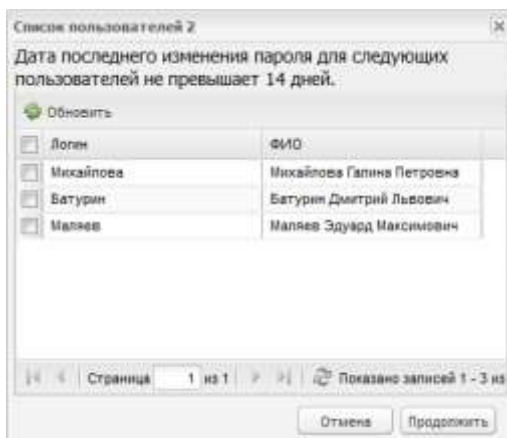 Список пользователей 2
Дата последнего изменения пароля для следующих
пользователей не превышает 14 дней.
Обновить
Логин ФИО
Михайлова Михайлова Галина Петровна
Батурин Батурин Дмитрий Львович
Маляев Маляев Эдуард Максимович
Страница 1 из 1 Показано записей 1 - 3 из
Отмена Продолжить